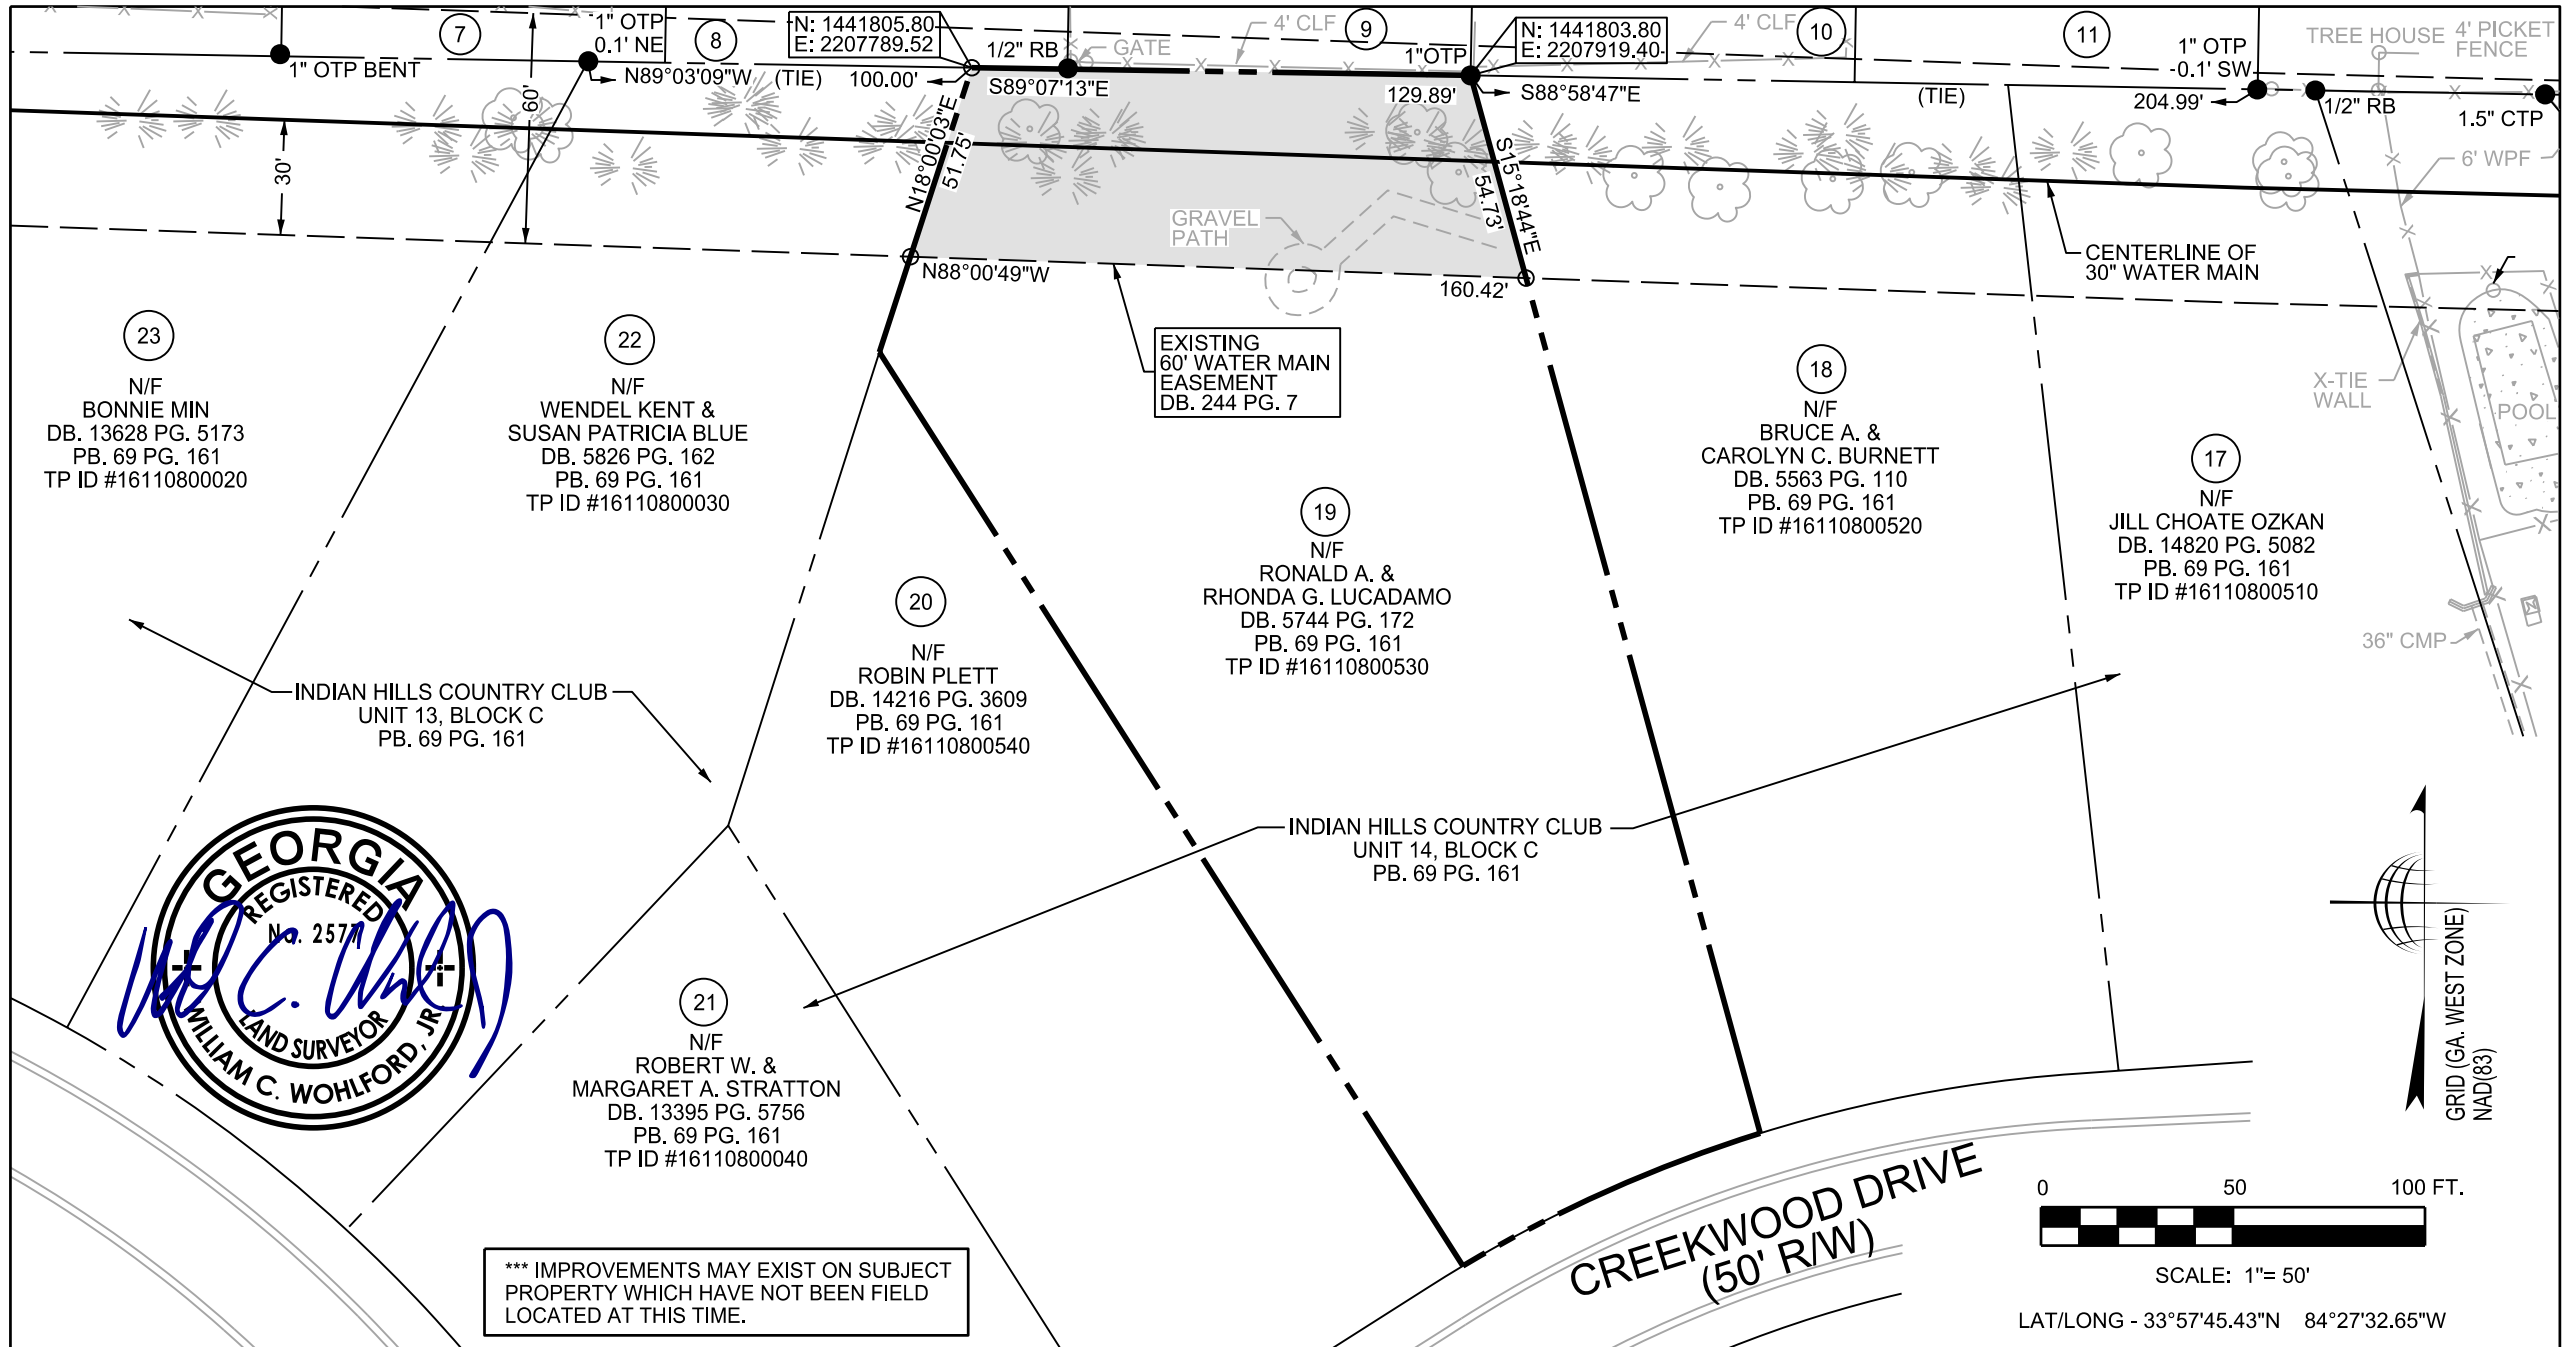 7
1" OTP
0.1' NE
8
N: 1441805.80
E: 2207789.52
1/2" RB
GATE
4' CLF
9
1"OTP
N: 1441803.80
E: 2207919.40
4' CLF
10
11
1" OTP
0.1' SW
TREE HOUSE
4' PICKET
FENCE
1" OTP BENT
N89°03'09"W
(TIE)
100.00'
S89°07'13"E
129.89'
S88°58'47"E
(TIE)
204.99'
1/2" RB
1.5" CTP
60'
30'
N18°00'03"E
51.75'
S15°18'44"E
54.73'
6' WPF
GRAVEL
PATH
CENTERLINE OF
30" WATER MAIN
N88°00'49"W
160.42'
EXISTING
60' WATER MAIN
EASEMENT
DB. 244 PG. 7
X-TIE
WALL
POOL
23
N/F
BONNIE MIN
DB. 13628 PG. 5173
PB. 69 PG. 161
TP ID #16110800020
22
N/F
WENDEL KENT &
SUSAN PATRICIA BLUE
DB. 5826 PG. 162
PB. 69 PG. 161
TP ID #16110800030
18
N/F
BRUCE A. &
CAROLYN C. BURNETT
DB. 5563 PG. 110
PB. 69 PG. 161
TP ID #16110800520
17
N/F
JILL CHOATE OZKAN
DB. 14820 PG. 5082
PB. 69 PG. 161
TP ID #16110800510
19
N/F
RONALD A. &
RHONDA G. LUCADAMO
DB. 5744 PG. 172
PB. 69 PG. 161
TP ID #16110800530
20
N/F
ROBIN PLETT
DB. 14216 PG. 3609
PB. 69 PG. 161
TP ID #16110800540
36" CMP
N
INDIAN HILLS COUNTRY CLUB
UNIT 13, BLOCK C
PB. 69 PG. 161
INDIAN HILLS COUNTRY CLUB
UNIT 14, BLOCK C
PB. 69 PG. 161
GEORGIA
REGISTERED
No. 2577
LAND SURVEYOR
WILLIAM C. WOHLFORD, JR.
21
N/F
ROBERT W. &
MARGARET A. STRATTON
DB. 13395 PG. 5756
PB. 69 PG. 161
TP ID #16110800040
GRID (GA. WEST ZONE)
NAD(83)
CREEKWOOD DRIVE
(50' R/W)
0 50 100 FT.
SCALE: 1"= 50'
LAT/LONG - 33°57'45.43"N 84°27'32.65"W
*** IMPROVEMENTS MAY EXIST ON SUBJECT
PROPERTY WHICH HAVE NOT BEEN FIELD
LOCATED AT THIS TIME.